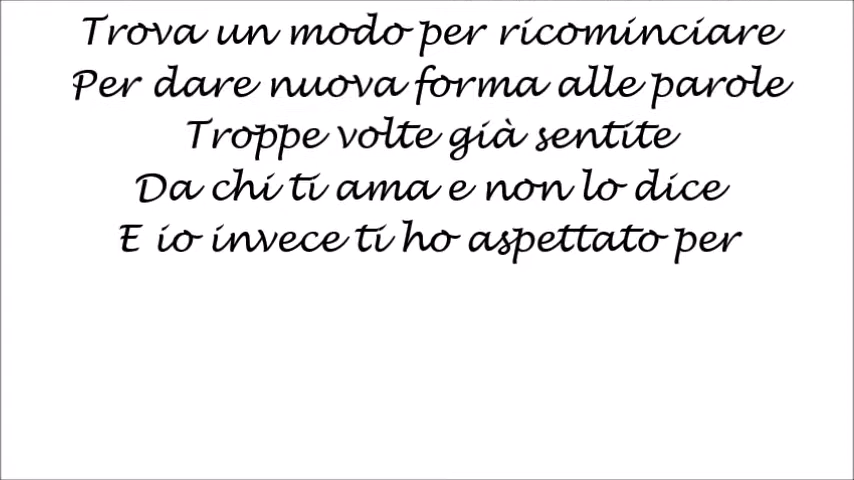 Trova un modo per ricominciare
Per dare nuova forma alle parole
Troppe volte già sentite
Da chi ti ama e non lo dice
E io invece ti ho aspettato per